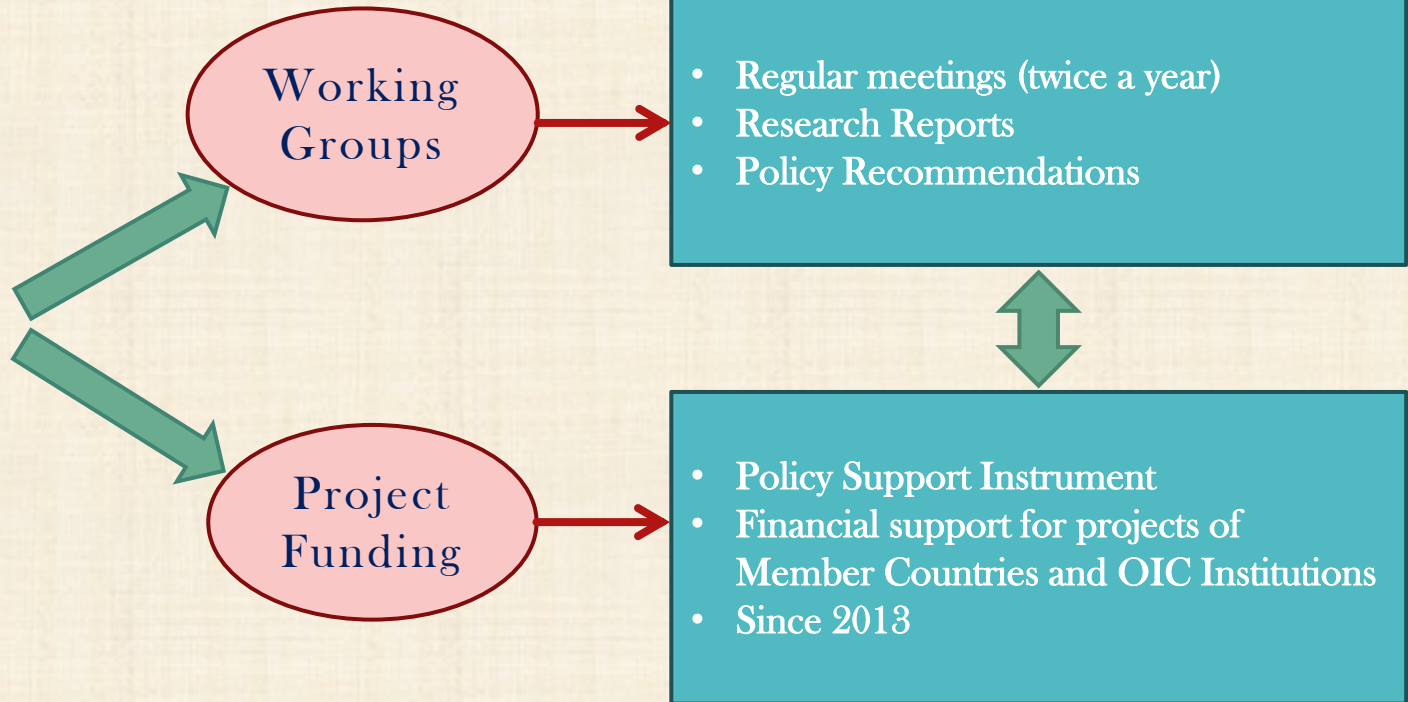 Working
Groups
• Regular meetings (twice a year)
• Research Reports
• Policy Recommendations
Project
Funding
• Policy Support Instrument
• Financial support for projects of
Member Countries and OIC Institutions
• Since 2013